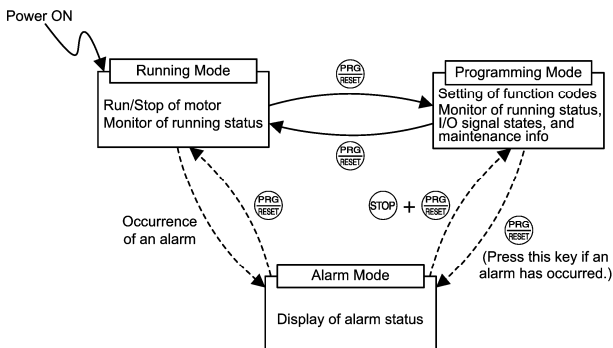 Power ON
Running Mode
Run/Stop of motor
Monitor of running status
PRG
RESET
PRG
RESET
Programming Mode
Setting of function codes
Monitor of running status,
I/O signal states, and
maintenance info
Occurrence
of an alarm
PRG
RESET
STOP + PRG
RESET
PRG
RESET
(Press this key if an
alarm has occurred.)
Alarm Mode
Display of alarm status